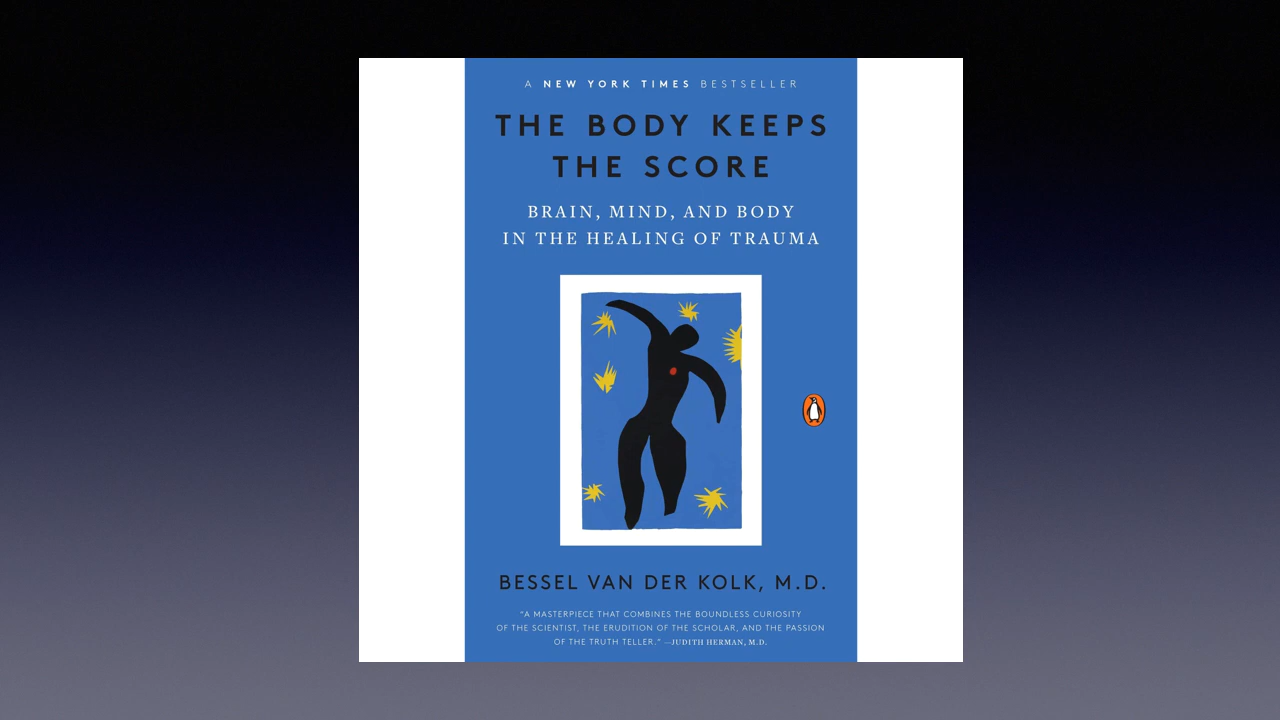 A NEW YORK TIMES BESTSELLER
THE BODY KEEPS
THE SCORE
BRAIN, MIND, AND BODY
IN THE HEALING OF TRAUMA
BESSEL VAN DER KOLK, M.D.
"A MASTERPIECE THAT COMBINES THE BOUNDLESS CURIOSITY
OF THE SCIENTIST, THE ERUDITION OF THE SCHOLAR, AND THE PASSION
OF THE TRUTH TELLER." —JUDITH HERMAN, M.D.